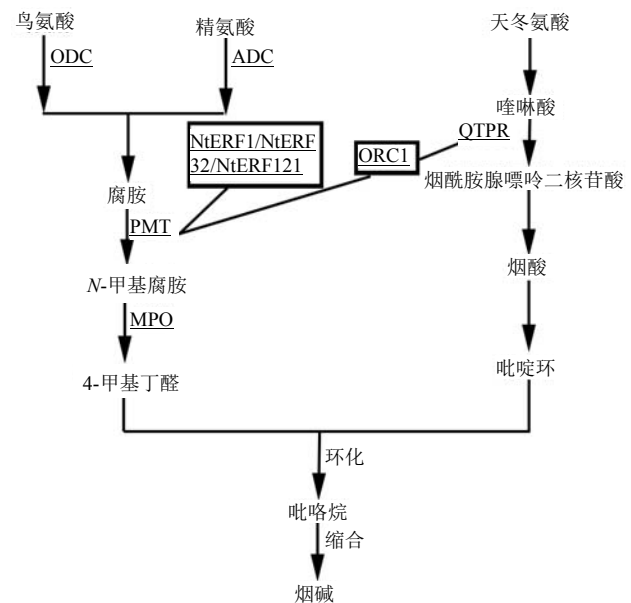 鸟氨酸
精氨酸
天冬氨酸
ODC
ADC
喹啉酸
NtERF1/NtERF
32/NtERF121
ORC1
QTPR
腐胺
烟酰胺腺嘌呤二核苷酸
PMT
烟酸
N-甲基腐胺
MPO
吡啶环
4-甲基丁醛
环化
吡咯烷
缩合
烟碱